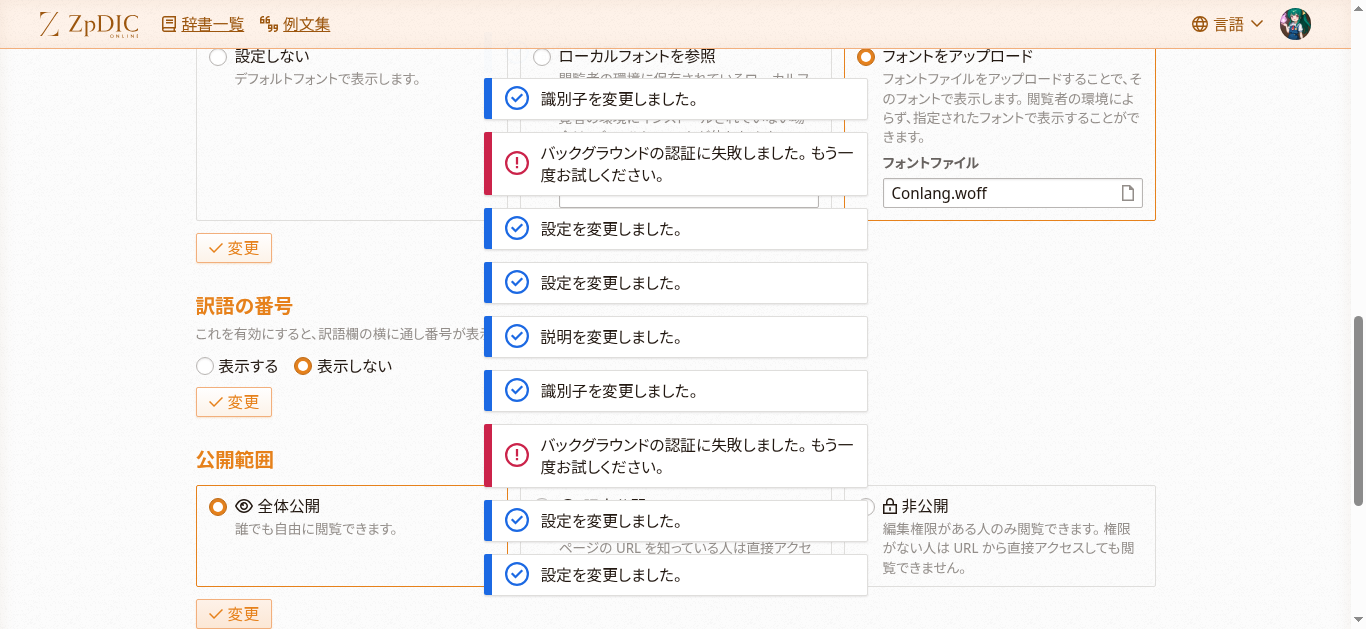 ZpDIC
ONLINE
辞書一覧
例文集
言語
設定しない
デフォルトフォントで表示します。
ローカルフォントを参照
フォントをアップロード
フォントファイルをアップロードすることで、そ
のフォントで表示します。閲覧者の環境によ
らず、指定されたフォントで表示することがで
きます。
フォントファイル
Conlang.woff
変更
識別子を変更しました。
バックグラウンドの認証に失敗しました。もう一
度お試しください。
設定を変更しました。
設定を変更しました。
説明を変更しました。
識別子を変更しました。
バックグラウンドの認証に失敗しました。もう一
度お試しください。
設定を変更しました。
設定を変更しました。
訳語の番号
これを有効にすると、訳語欄の横に通し番号が表示
表示する
表示しない
変更
公開範囲
全体公開
誰でも自由に閲覧できます。
ページの URL を知っている人は直接アクセ
非公開
編集権限がある人のみ閲覧できます。権限
がない人は URL から直接アクセスしても閲
覧できません。
変更